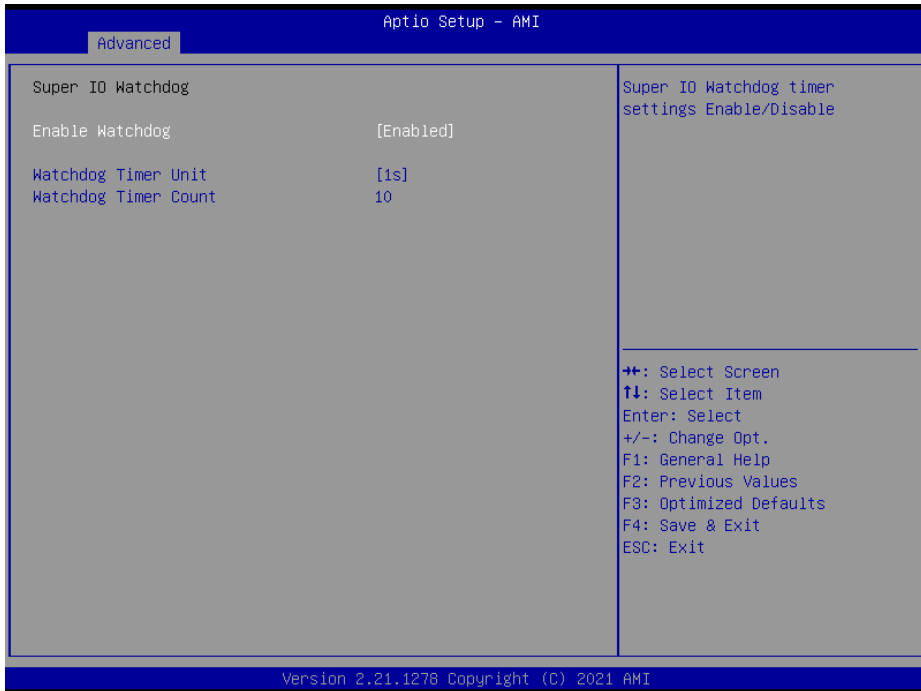 Aptio Setup - AMI
Advanced
Super IO Watchdog
Enable Watchdog [Enabled]
Watchdog Timer Unit [1s]
Watchdog Timer Count 10
Super IO Watchdog timer
settings Enable/Disable
→←: Select Screen
↑↓: Select Item
Enter: Select
+/-: Change Opt.
F1: General Help
F2: Previous Values
F3: Optimized Defaults
F4: Save & Exit
ESC: Exit
Version 2.21.1278 Copyright (C) 2021 AMI